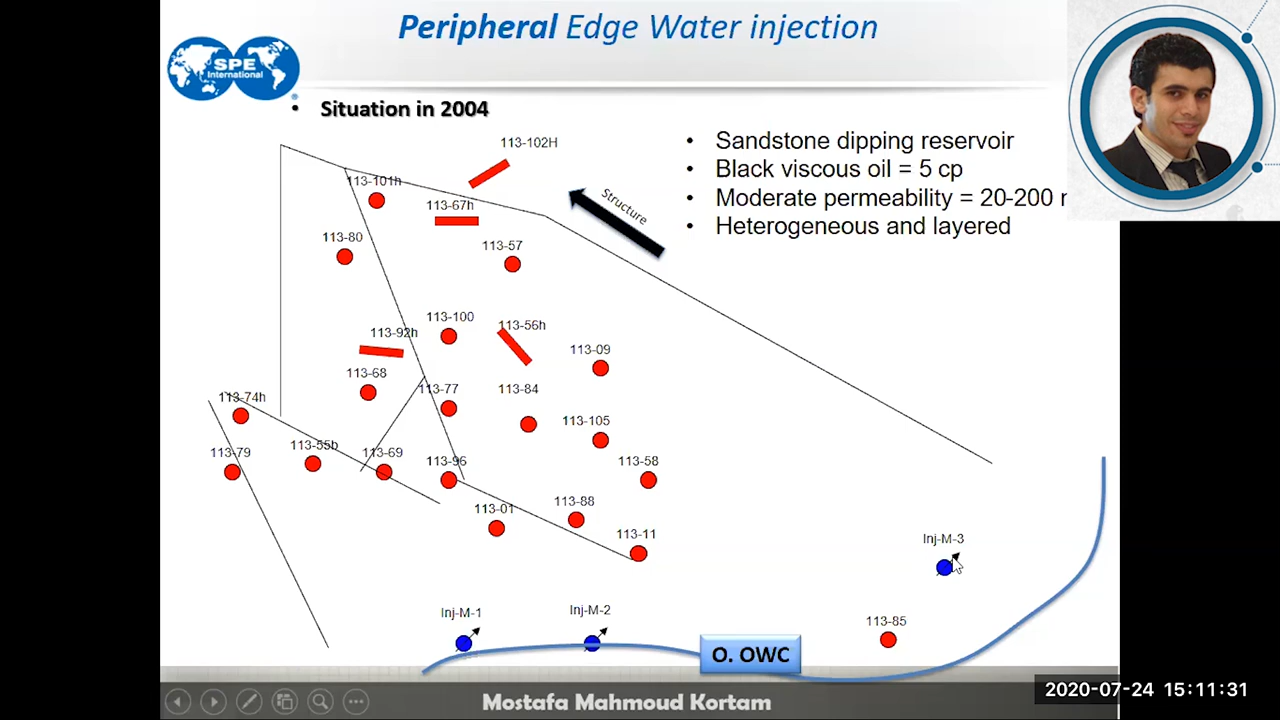 Peripheral Edge Water injection
SPE
International
®
• Situation in 2004
• Sandstone dipping reservoir
• Black viscous oil = 5 cp
• Moderate permeability = 20-200
• Heterogeneous and layered
113-102H
113-101h
113-67h
Structure
113-80
113-57
113-100
113-56h
113-92h
113-09
113-68
113-77
113-84
113-74h
113-105
113-79
113-55b
113-69
113-96
113-58
113-01
113-88
113-11
Inj-M-3
Inj-M-1
Inj-M-2
113-85
O. OWC
Mostafa Mahmoud Kortam
2020-07-24 15:11:31